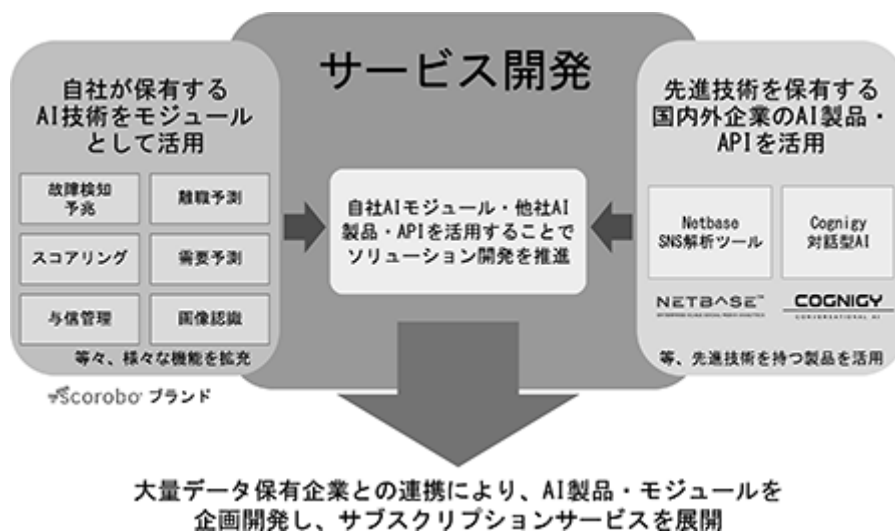 サービス開発
自社が保有する
AI技術をモジュール
として活用
故障検知
予兆
離職予測
スコアリング
需要予測
与信管理
画像認識
等々、様々な機能を拡充
scorobo ブランド
自社AIモジュール・他社AI
製品・APIを活用することで
ソリューション開発を推進
先進技術を保有する
国内外企業のAI製品・
APIを活用
Netbase
SNS解析ツール
Cognigy
対話型AI
NETBASE™
COGNIGY
CONVERSATIONAL AI
等、先進技術を持つ製品を活用
大量データ保有企業との連携により、AI製品・モジュールを
企画開発し、サブスクリプションサービスを展開